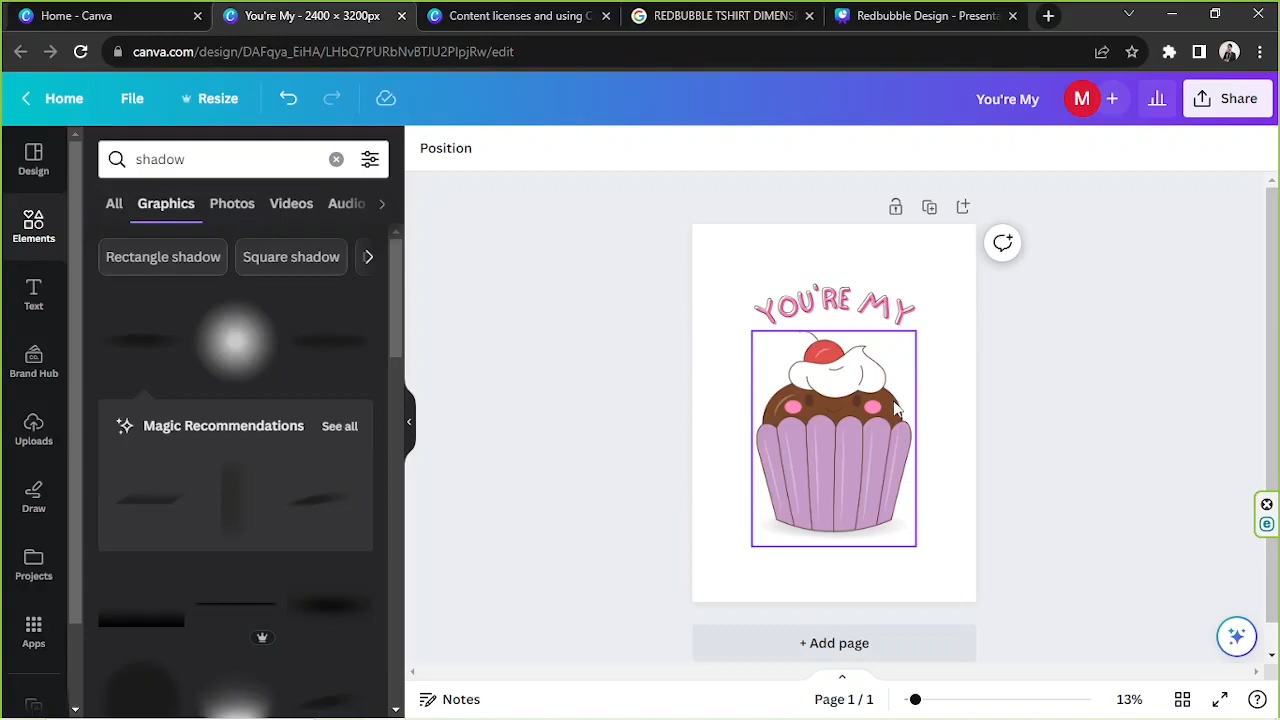 Home - Canva
You're My - 2400 × 3200px
Content licenses and using C
REDBUBBLE TSHIRT DIMENSI
Redbubble Design - Presenta
canva.com/design/DAFqya_EiHA/LHbQ7PURbNvBTJU2PIpjRw/edit
Home
File
Resize
You're My
M
Share
Design
Elements
Text
Brand Hub
Uploads
Draw
Projects
Apps
shadow
All
Graphics
Photos
Videos
Audio
Rectangle shadow
Square shadow
Magic Recommendations
See all
Position
YOU'RE MY
+ Add page
Notes
Page 1 / 1
13%